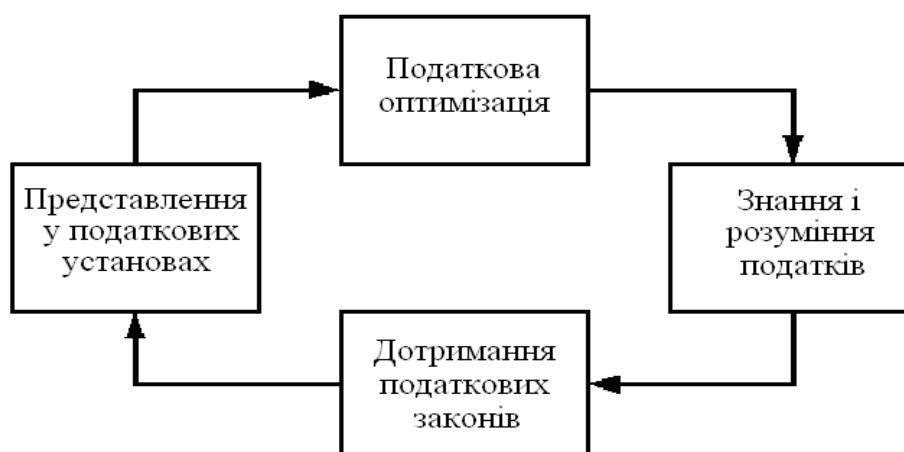 Податкова
оптимізація
Представлення
у податкових
установах
Знання і
розуміння
податків
Дотримання
податкових
законів